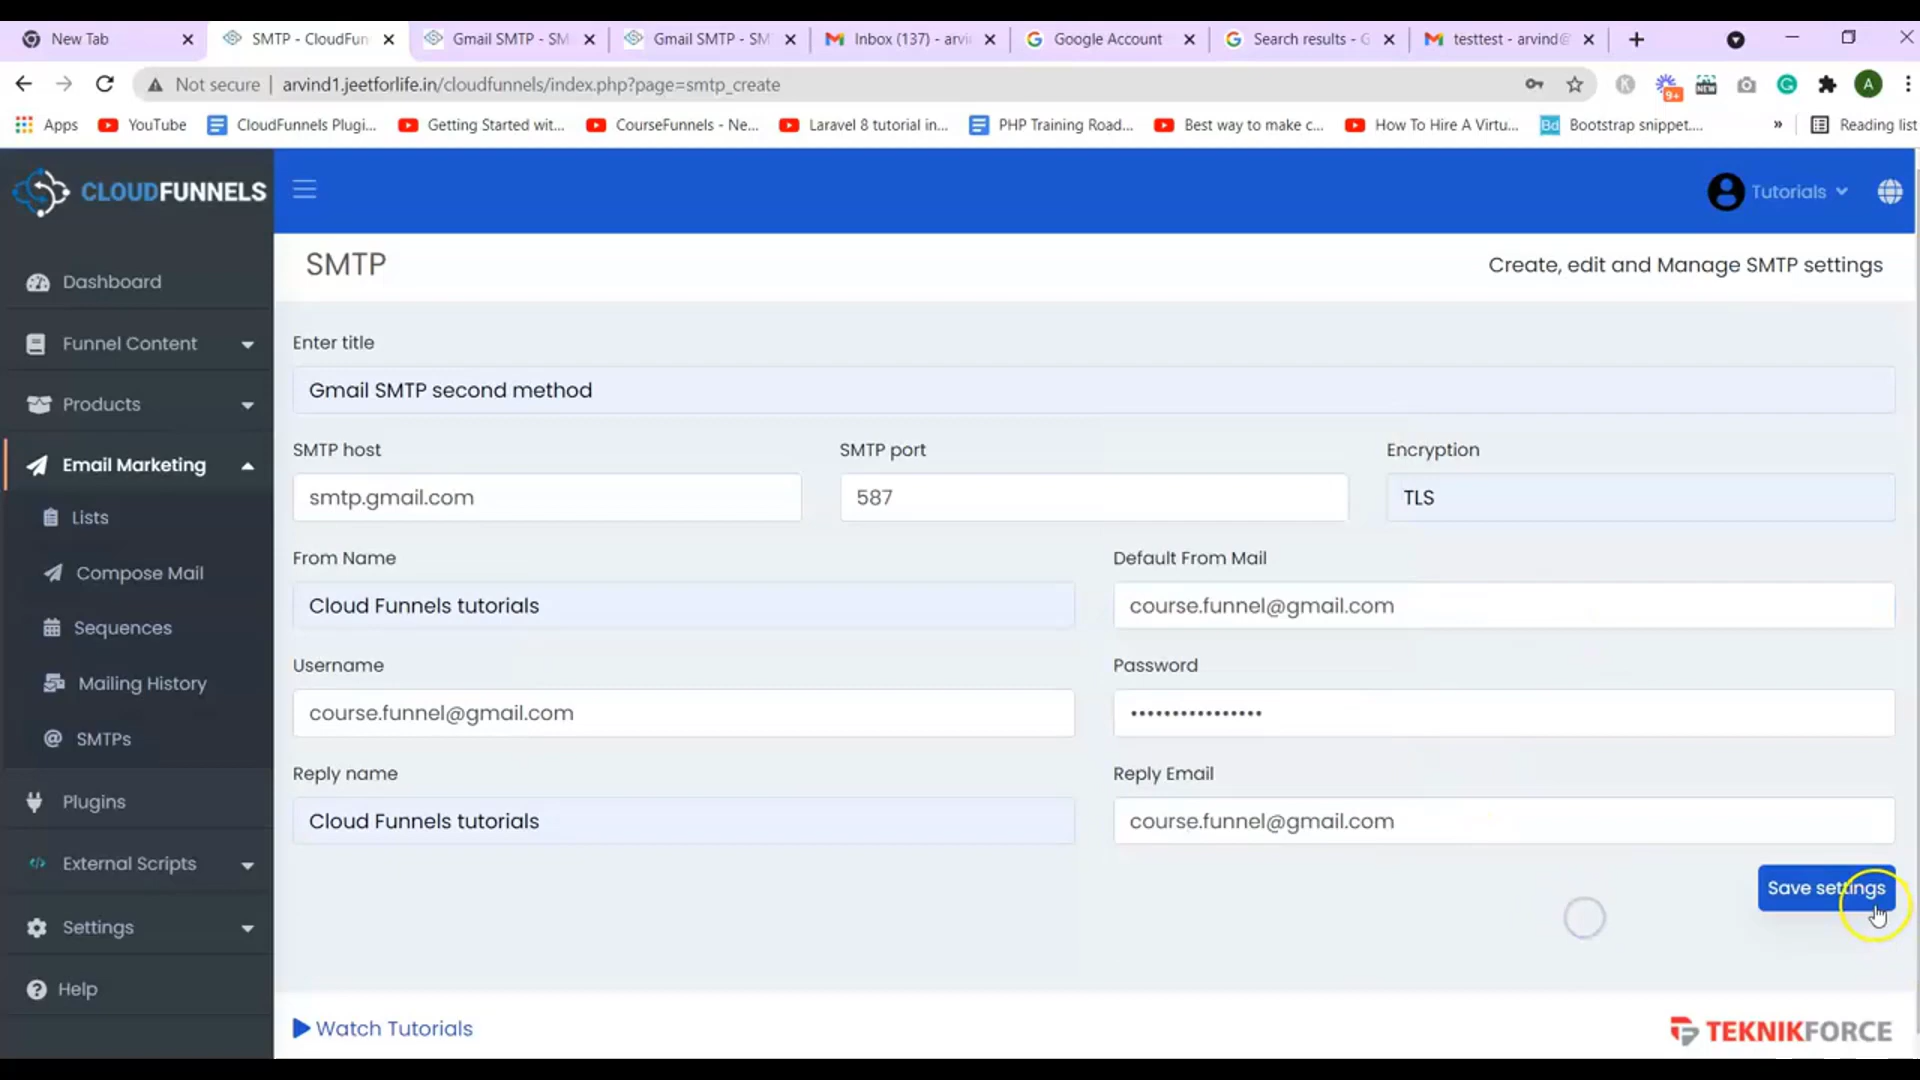 New Tab
SMTP - CloudFun
Gmail SMTP - SM
Gmail SMTP - SM
Inbox (137) - arvi
Google Account
Search results - G
testtest - arvind@
Not secure | arvind1.jeetforlife.in/cloudfunnels/index.php?page=smtp_create
9+
NEW
A
Apps
YouTube
CloudFunnels Plugi...
Getting Started wit...
CourseFunnels - Ne...
Laravel 8 tutorial in...
PHP Training Road...
Best way to make c...
How To Hire A Virtu...
Bd
Bootstrap snippet....
»
Reading list
CLOUDFUNNELS
Tutorials
SMTP
Create, edit and Manage SMTP settings
Dashboard
Funnel Content
Products
Email Marketing
Lists
Compose Mail
Sequences
Mailing History
SMTPs
Plugins
External Scripts
Settings
Help
Enter title
Gmail SMTP second method
SMTP host
SMTP port
Encryption
smtp.gmail.com
587
TLS
From Name
Default From Mail
Cloud Funnels tutorials
course.funnel@gmail.com
Username
Password
course.funnel@gmail.com
••••••••••••••••
Reply name
Reply Email
Cloud Funnels tutorials
course.funnel@gmail.com
Save settings
Watch Tutorials
TEKNIKFORCE